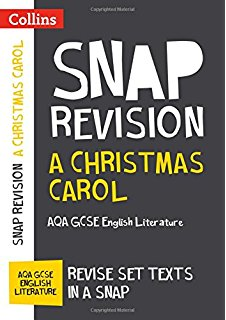 Collins
SNAP
REVISION
A CHRISTMAS
CAROL
AQA GCSE English Literature
REVISE SET TEXTS
IN A SNAP
SNAP REVISION A CHRISTMAS CAROL
AQA GCSE
ENGLISH
LITERATURE